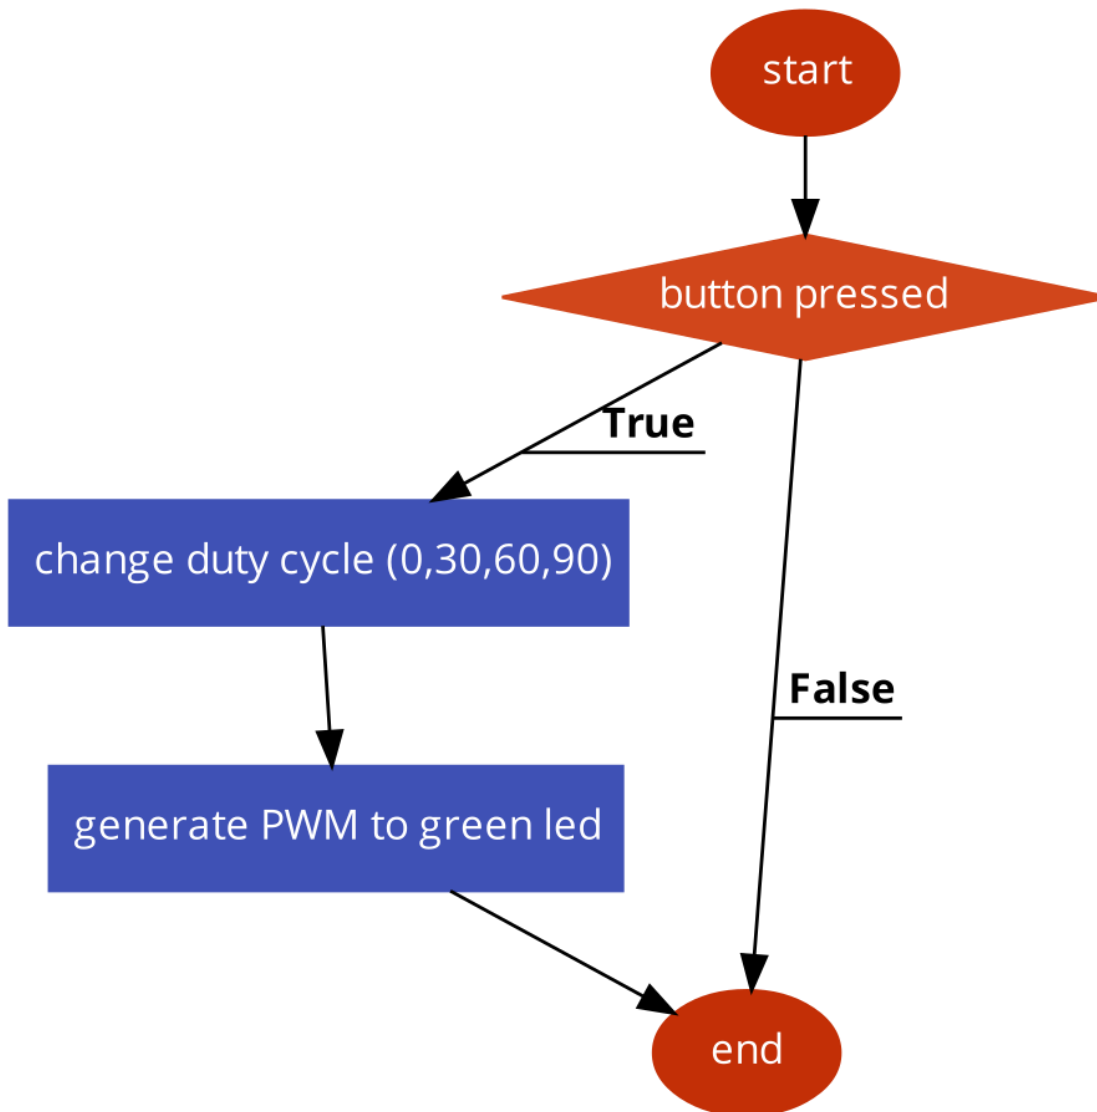 start
button pressed
True
change duty cycle (0,30,60,90)
False
generate PWM to green led
end